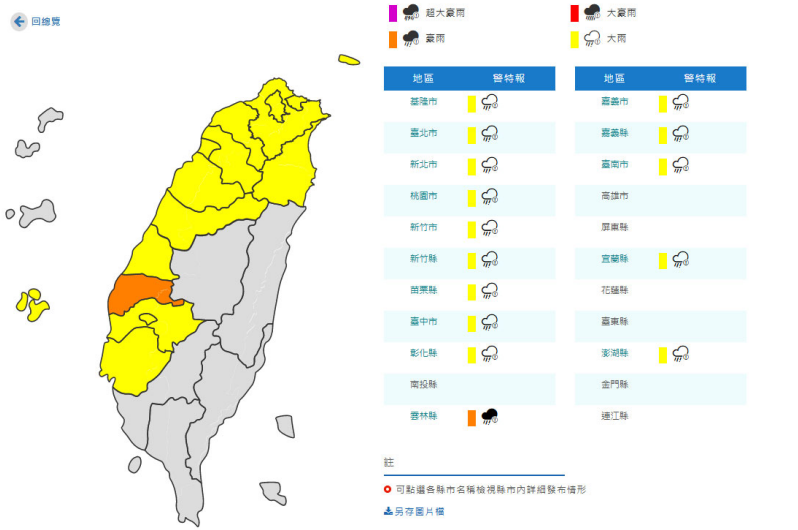 回總覽
超大豪雨
大豪雨
豪雨
大雨
地區 警特報
基隆市
臺北市
新北市
桃園市
新竹市
新竹縣
苗栗縣
臺中市
彰化縣
南投縣
雲林縣
地區 警特報
嘉義市
嘉義縣
臺南市
高雄市
屏東縣
宜蘭縣
花蓮縣
臺東縣
澎湖縣
金門縣
連江縣
註
可點選各縣市名稱檢視縣市內詳細發布情形
另存圖片檔